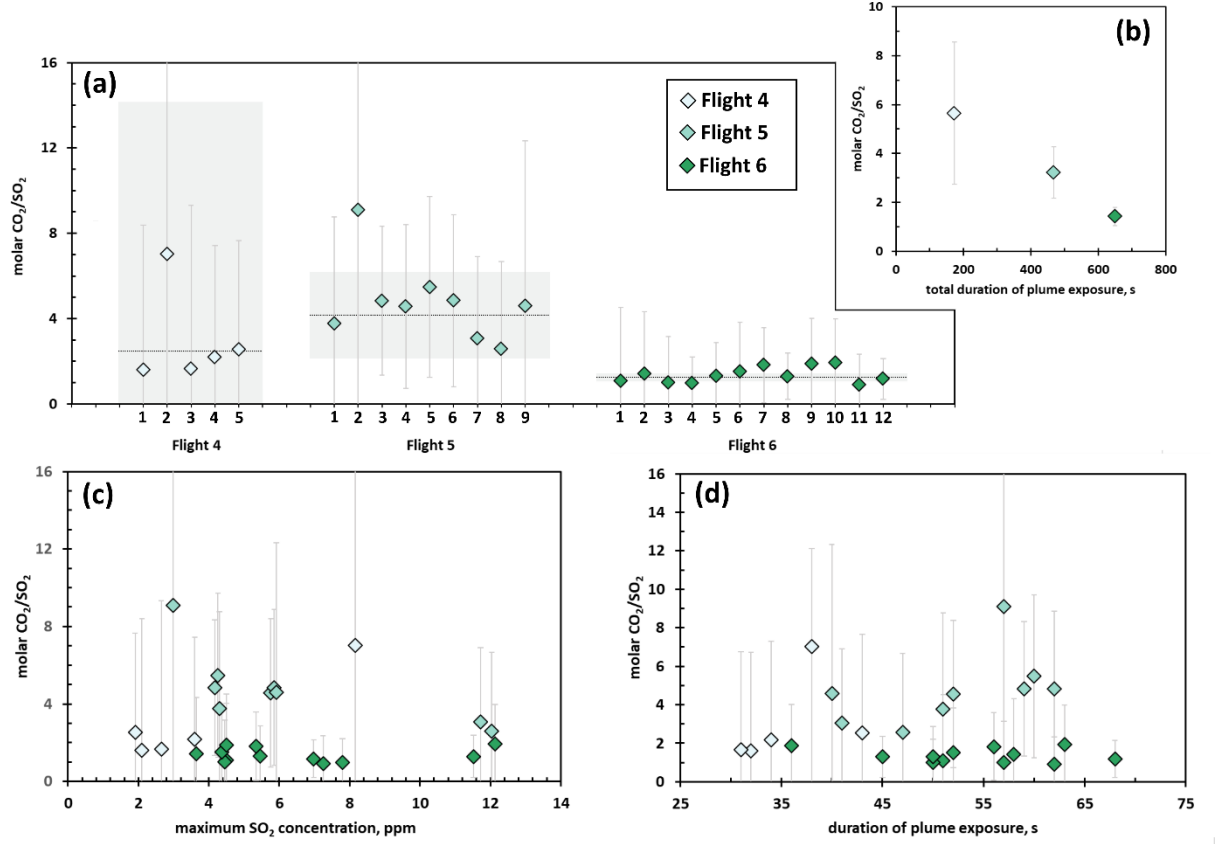 (a)
16
12
8
4
0
molar CO₂/SO₂
1 2 3 4 5
Flight 4
1 2 3 4 5 6 7 8 9
Flight 5
1 2 3 4 5 6 7 8 9 10 11 12
Flight 6
Flight 4
Flight 5
Flight 6
(b)
10
8
6
4
2
0
molar CO₂/SO₂
0 200 400 600 800
total duration of plume exposure, s
(c)
16
12
8
4
0
molar CO₂/SO₂
0 2 4 6 8 10 12 14
maximum SO₂ concentration, ppm
(d)
16
14
12
10
8
6
4
2
0
molar CO₂/SO₂
25 35 45 55 65 75
duration of plume exposure, s